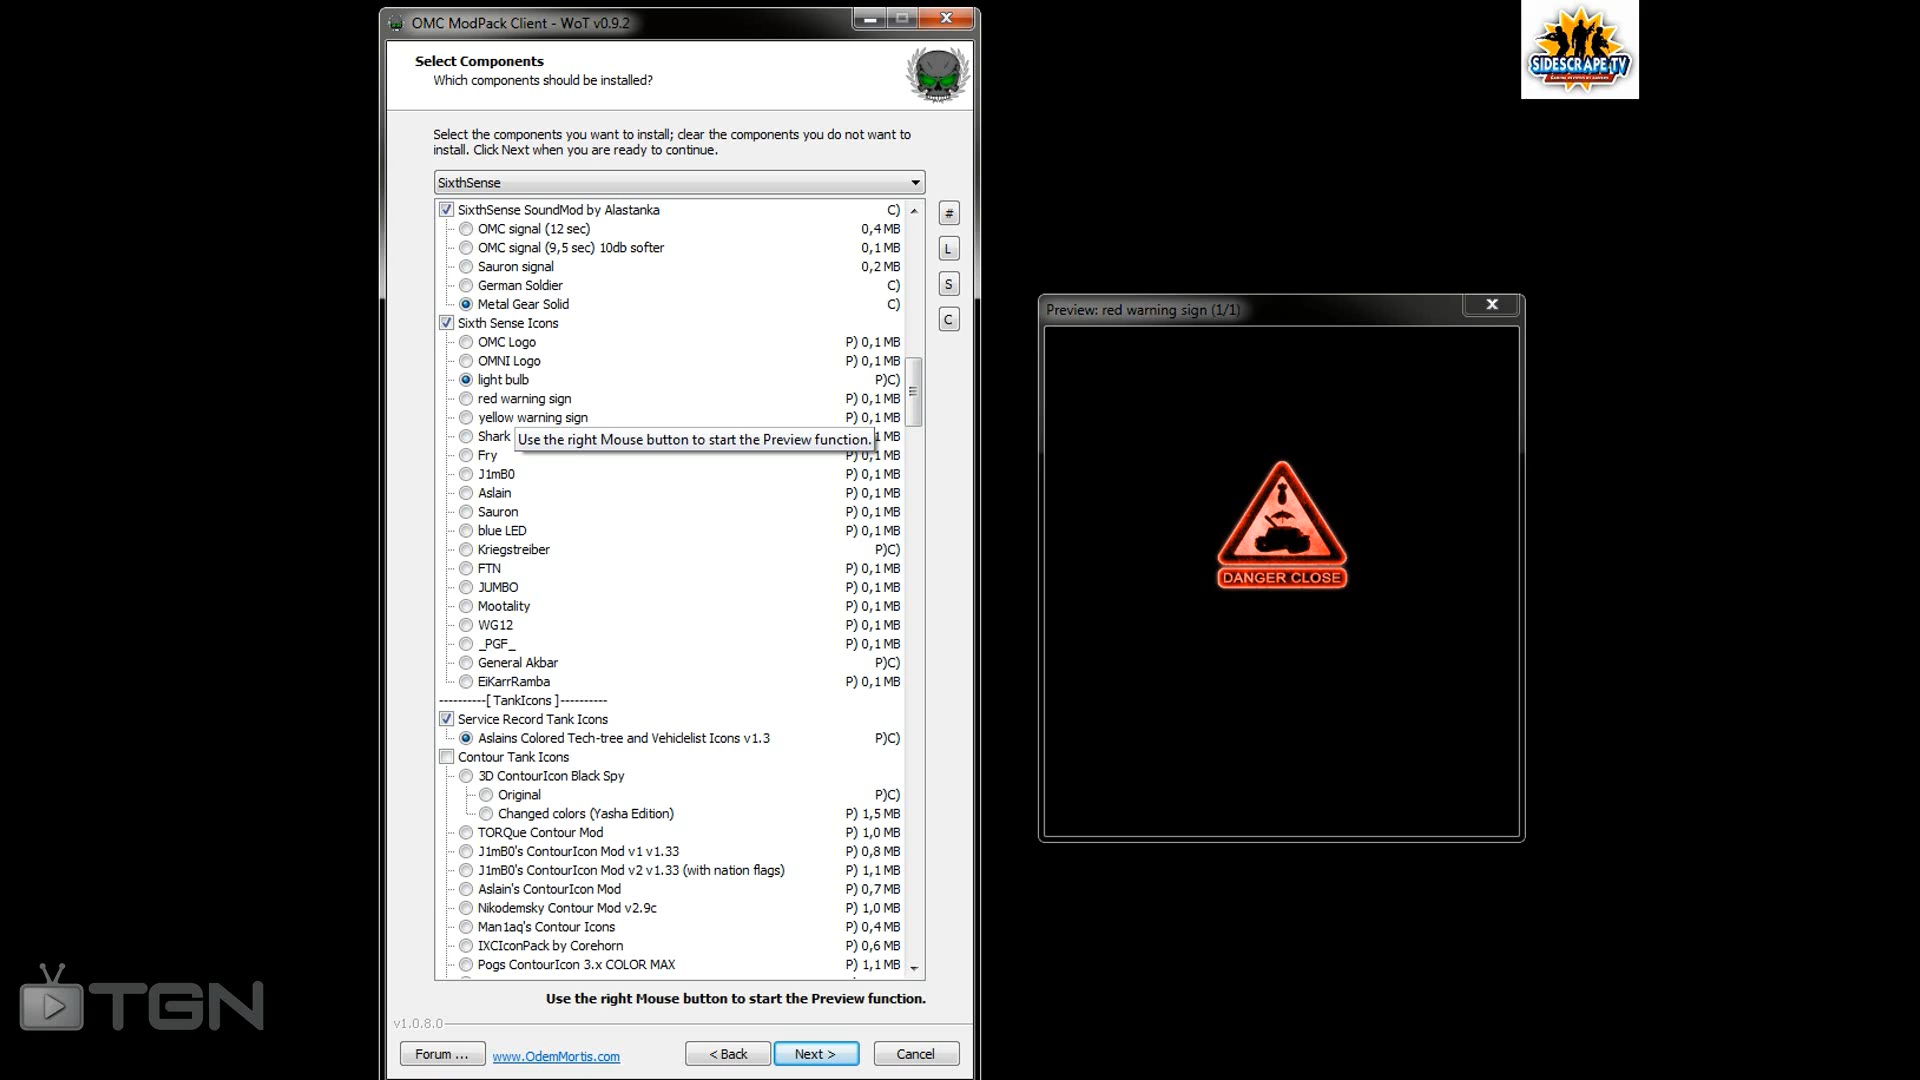 OMC ModPack Client - WoT v0.9.2
Select Components
Which components should be installed?
Select the components you want to install; clear the components you do not want to
install. Click Next when you are ready to continue.
SixthSense
SixthSense SoundMod by Alastanka C)
OMC signal (12 sec) 0,4 MB
OMC signal (9,5 sec) 10db softer 0,1 MB
Sauron signal 0,2 MB
German Soldier C)
Metal Gear Solid C)
Sixth Sense Icons
OMC Logo P) 0,1 MB
OMNI Logo P) 0,1 MB
light bulb P)C)
red warning sign P) 0,1 MB
yellow warning sign P) 0,1 MB
Shark 1 MB
Use the right Mouse button to start the Preview function.
Fry P) 0,1 MB
J1mB0 P) 0,1 MB
Aslain P) 0,1 MB
Sauron P) 0,1 MB
blue LED P) 0,1 MB
Kriegstreiber P)C)
FTN P) 0,1 MB
JUMBO P) 0,1 MB
Mootality P) 0,1 MB
WG12 P) 0,1 MB
_PGF_ P) 0,1 MB
General Akbar P)C)
EiKarrRamba P) 0,1 MB
----------[ TankIcons ]----------
Service Record Tank Icons
Aslains Colored Tech-tree and Vehiclelist Icons v1.3 P)C)
Contour Tank Icons
3D ContourIcon Black Spy
Original P)C)
Changed colors (Yasha Edition) P) 1,5 MB
TORQue Contour Mod P) 1,0 MB
J1mB0's ContourIcon Mod v1 v1.33 P) 0,8 MB
J1mB0's ContourIcon Mod v2 v1.33 (with nation flags) P) 1,1 MB
Aslain's ContourIcon Mod P) 0,7 MB
Nikodemsky Contour Mod v2.9c P) 1,0 MB
Man1aq's Contour Icons P) 0,4 MB
IXCIconPack by Corehorn P) 0,6 MB
Pogs ContourIcon 3.x COLOR MAX P) 1,1 MB
#
L
S
C
Use the right Mouse button to start the Preview function.
v1.0.8.0
Forum ...
www.OdemMortis.com
< Back
Next >
Cancel
Preview: red warning sign (1/1)
DANGER CLOSE
SIDESCRAPE TV
TGN